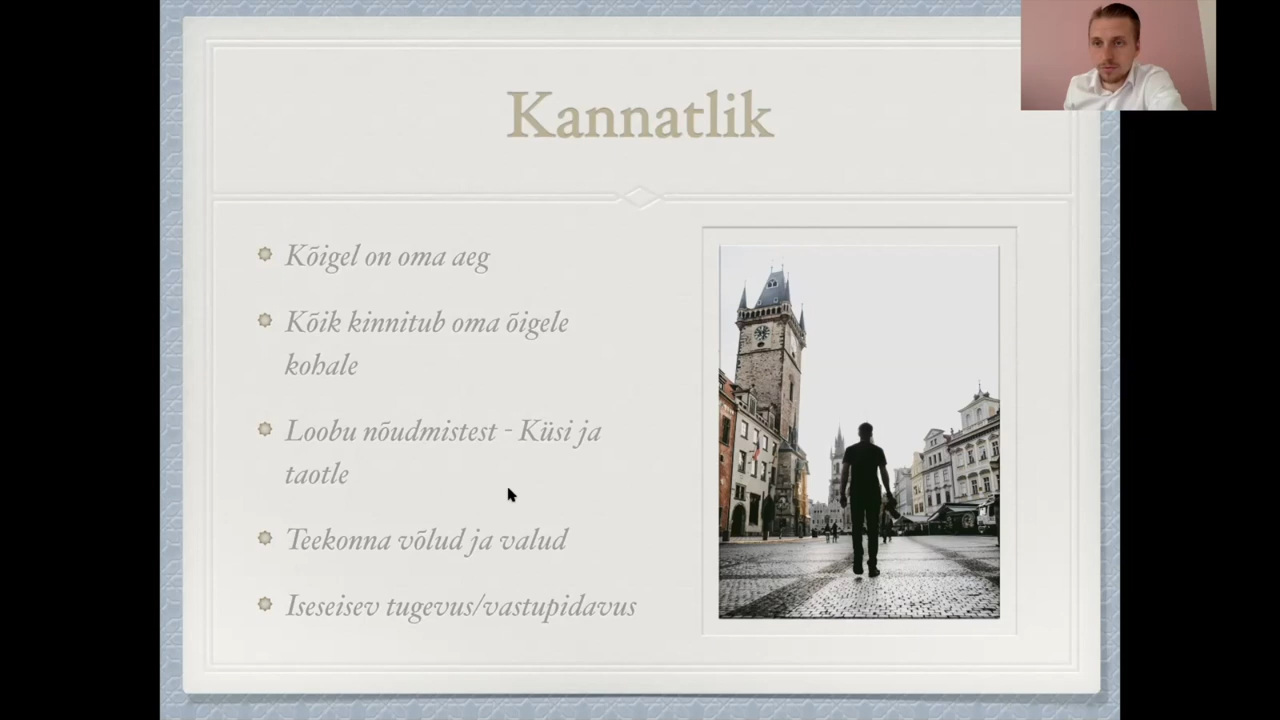 Kannatlik
Kõigel on oma aeg
Kõik kinnitub oma õigele
kohale
Loobu nõudmistest - Küsi ja
taotle
Teekonna võlud ja valud
Iseseisev tugevus/vastupidavus